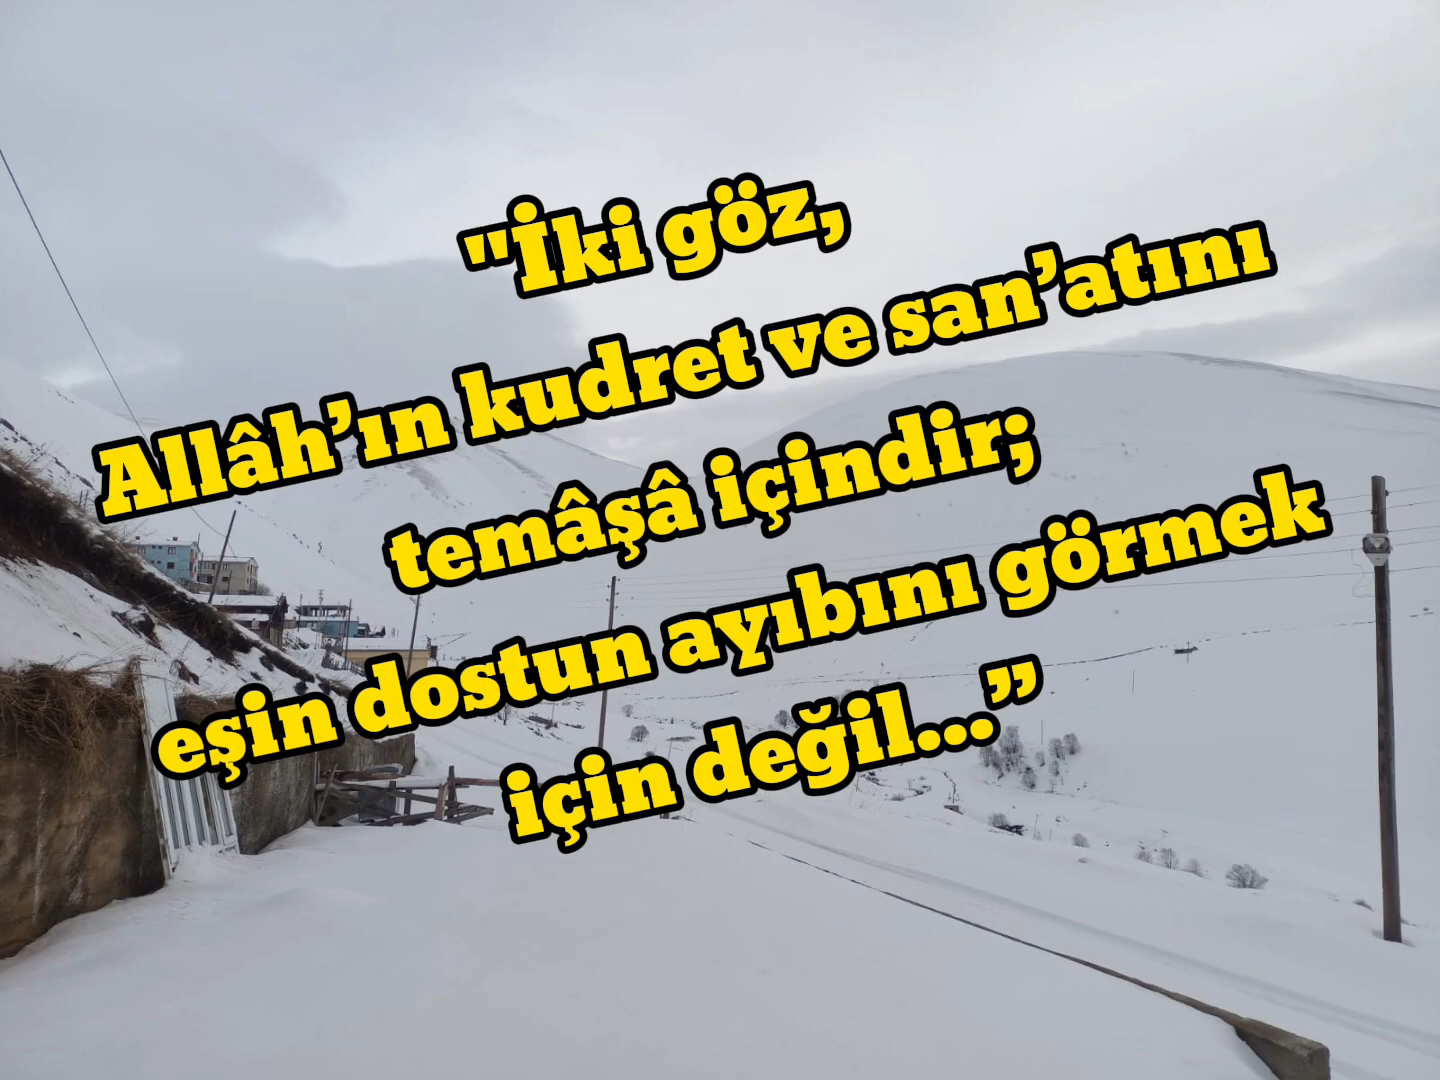 "İki göz,
Allâh’ın kudret ve san’atını
temâşâ içindir;
eşin dostun ayıbını görmek
için değil...”